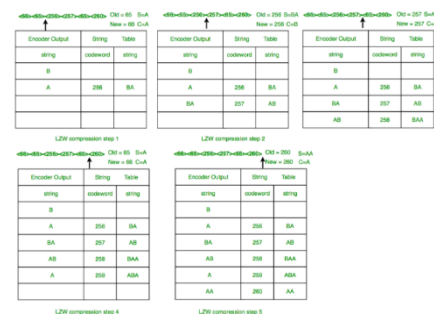 <66><65><256><257><65><260> Old = 65 S=A
New = 66 C=A
Encoder Output String Table
string codeword string
B
A 256 BA
LZW compression step 1
<66><65><256><257><65><260> Old = 256 S=BA
New = 256 C=B
Encoder Output String Table
string codeword string
B
A 256 BA
BA 257 AB
LZW compression step 2
<66><65><256><257><65><260> Old = 257 S=A
New = 257 C=A
Encoder Output String Table
string codeword string
B
A 256 BA
BA 257 AB
AB 258 BAA
<66><65><256><257><65><260> Old = 65 S=A
New = 66 C=A
Encoder Output String Table
string codeword string
B
A 256 BA
BA 257 AB
AB 258 BAA
A 259 ABA
LZW compression step 4
<66><65><256><257><65><260> Old = 260 S=AA
New = 260 C=A
Encoder Output String Table
string codeword string
B
A 256 BA
BA 257 AB
AB 258 BAA
A 259 ABA
AA 260 AA
LZW compression step 5